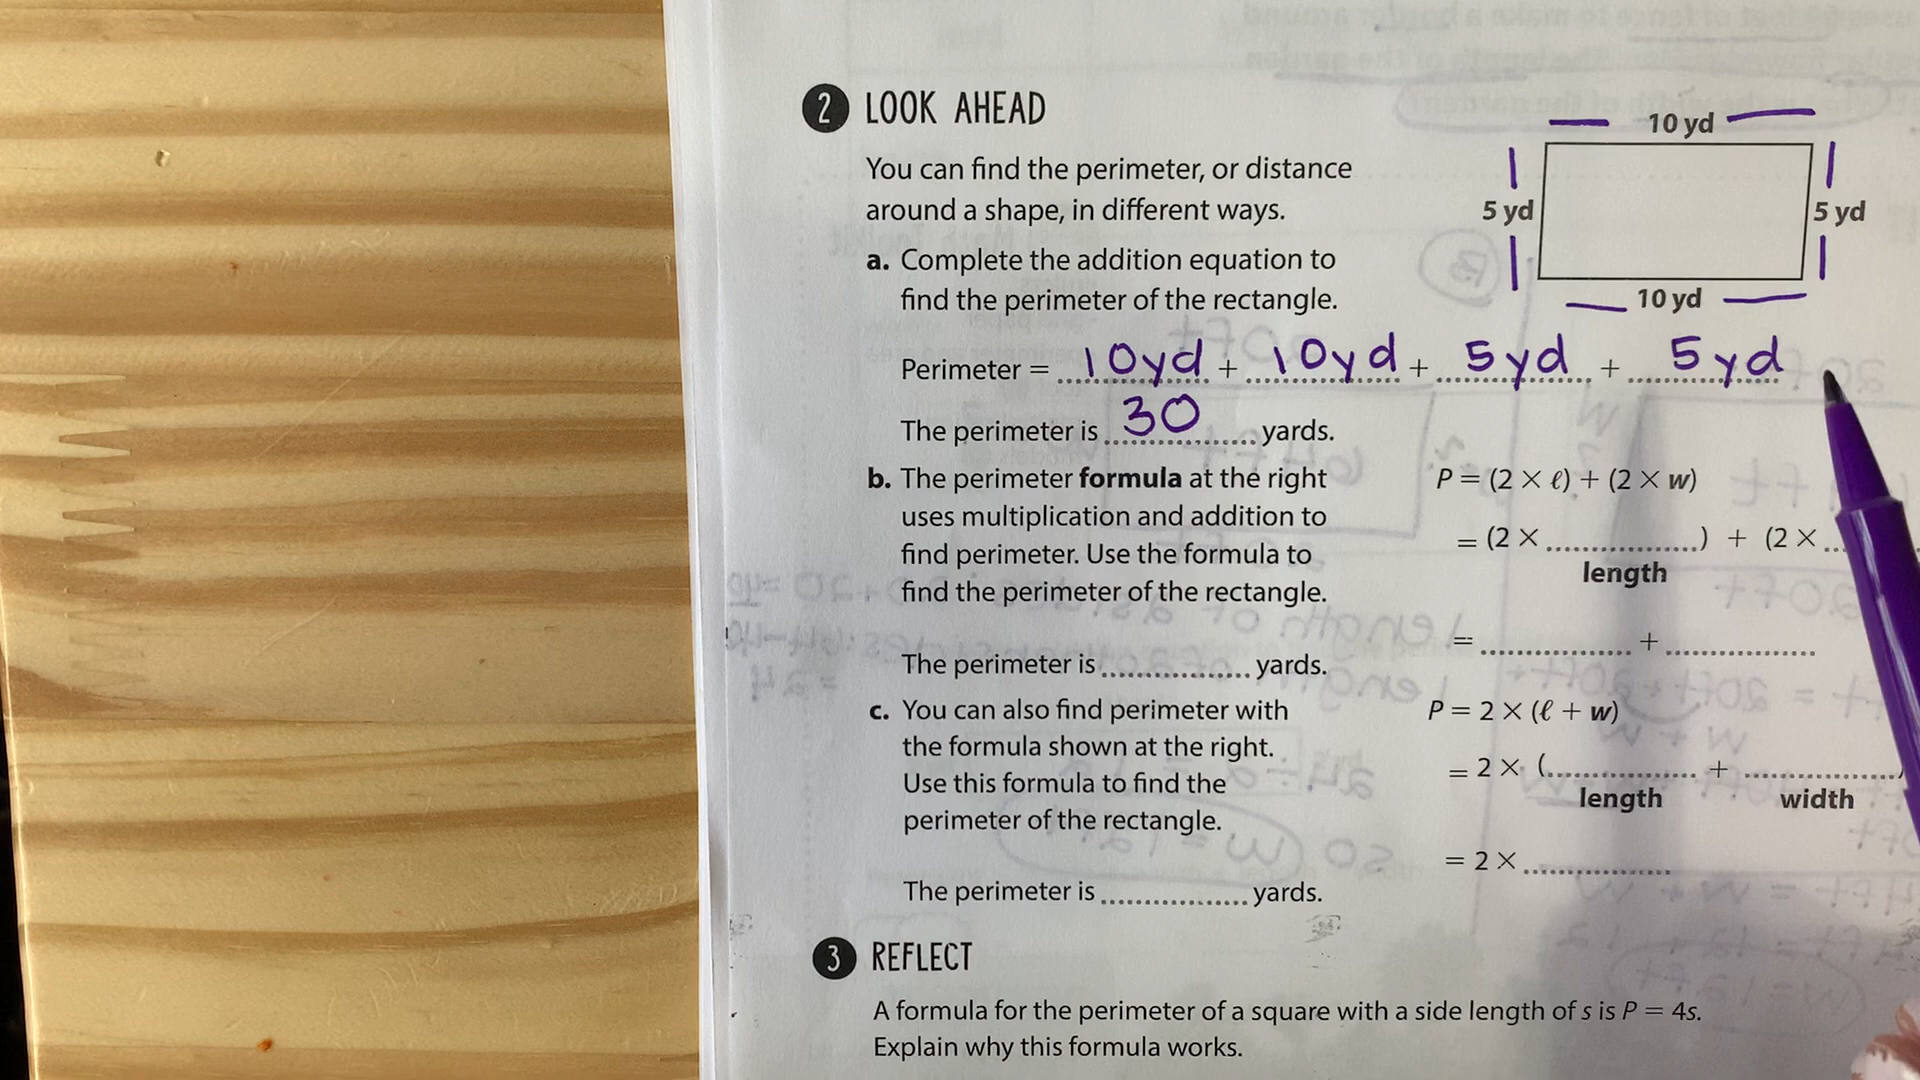 2 LOOK AHEAD
You can find the perimeter, or distance
around a shape, in different ways.
10 yd
5 yd
5 yd
10 yd
a. Complete the addition equation to
find the perimeter of the rectangle.
Perimeter = 10yd + 10yd + 5yd + 5yd
The perimeter is 30 yards.
b. The perimeter formula at the right
uses multiplication and addition to
find perimeter. Use the formula to
find the perimeter of the rectangle.
The perimeter is ................ yards.
P = (2 × ℓ) + (2 × w)
= (2 × ................) + (2 × ...
length
= ................ + ................
c. You can also find perimeter with
the formula shown at the right.
Use this formula to find the
perimeter of the rectangle.
The perimeter is ................ yards.
P = 2 × (ℓ + w)
= 2 × (................ + ................)
length width
= 2 × ................
3 REFLECT
A formula for the perimeter of a square with a side length of s is P = 4s.
Explain why this formula works.